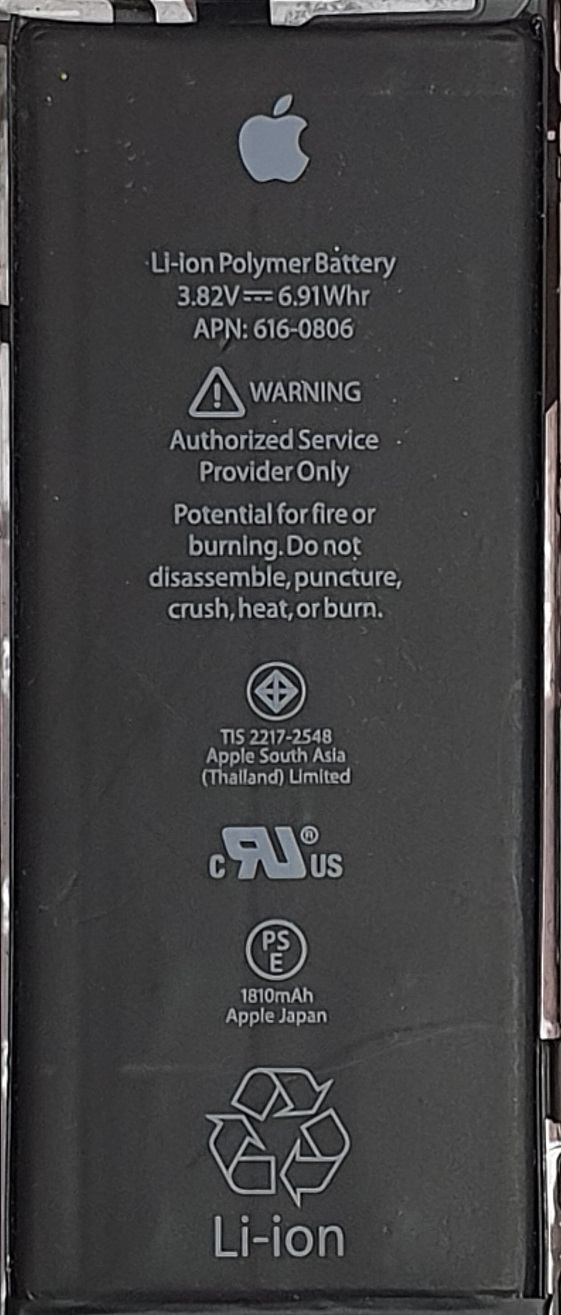 Li-ion Polymer Battery
3.82V⎓6.91Whr
APN: 616-0806
WARNING
Authorized Service
Provider Only
Potential for fire or
burning. Do not
disassemble, puncture,
crush, heat, or burn.
TIS 2217-2548
Apple South Asia
(Thailand) Limited
C RU® US
PS
E
1810mAh
Apple Japan
Li-ion